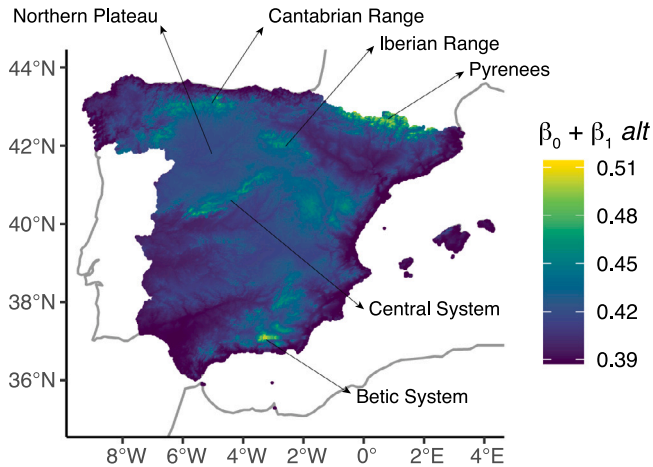 Northern Plateau
Cantabrian Range
Iberian Range
Pyrenees
44°N
42°N
40°N
38°N
36°N
Central System
Betic System
8°W 6°W 4°W 2°W 0° 2°E 4°E
β₀ + β₁ alt
0.51
0.48
0.45
0.42
0.39